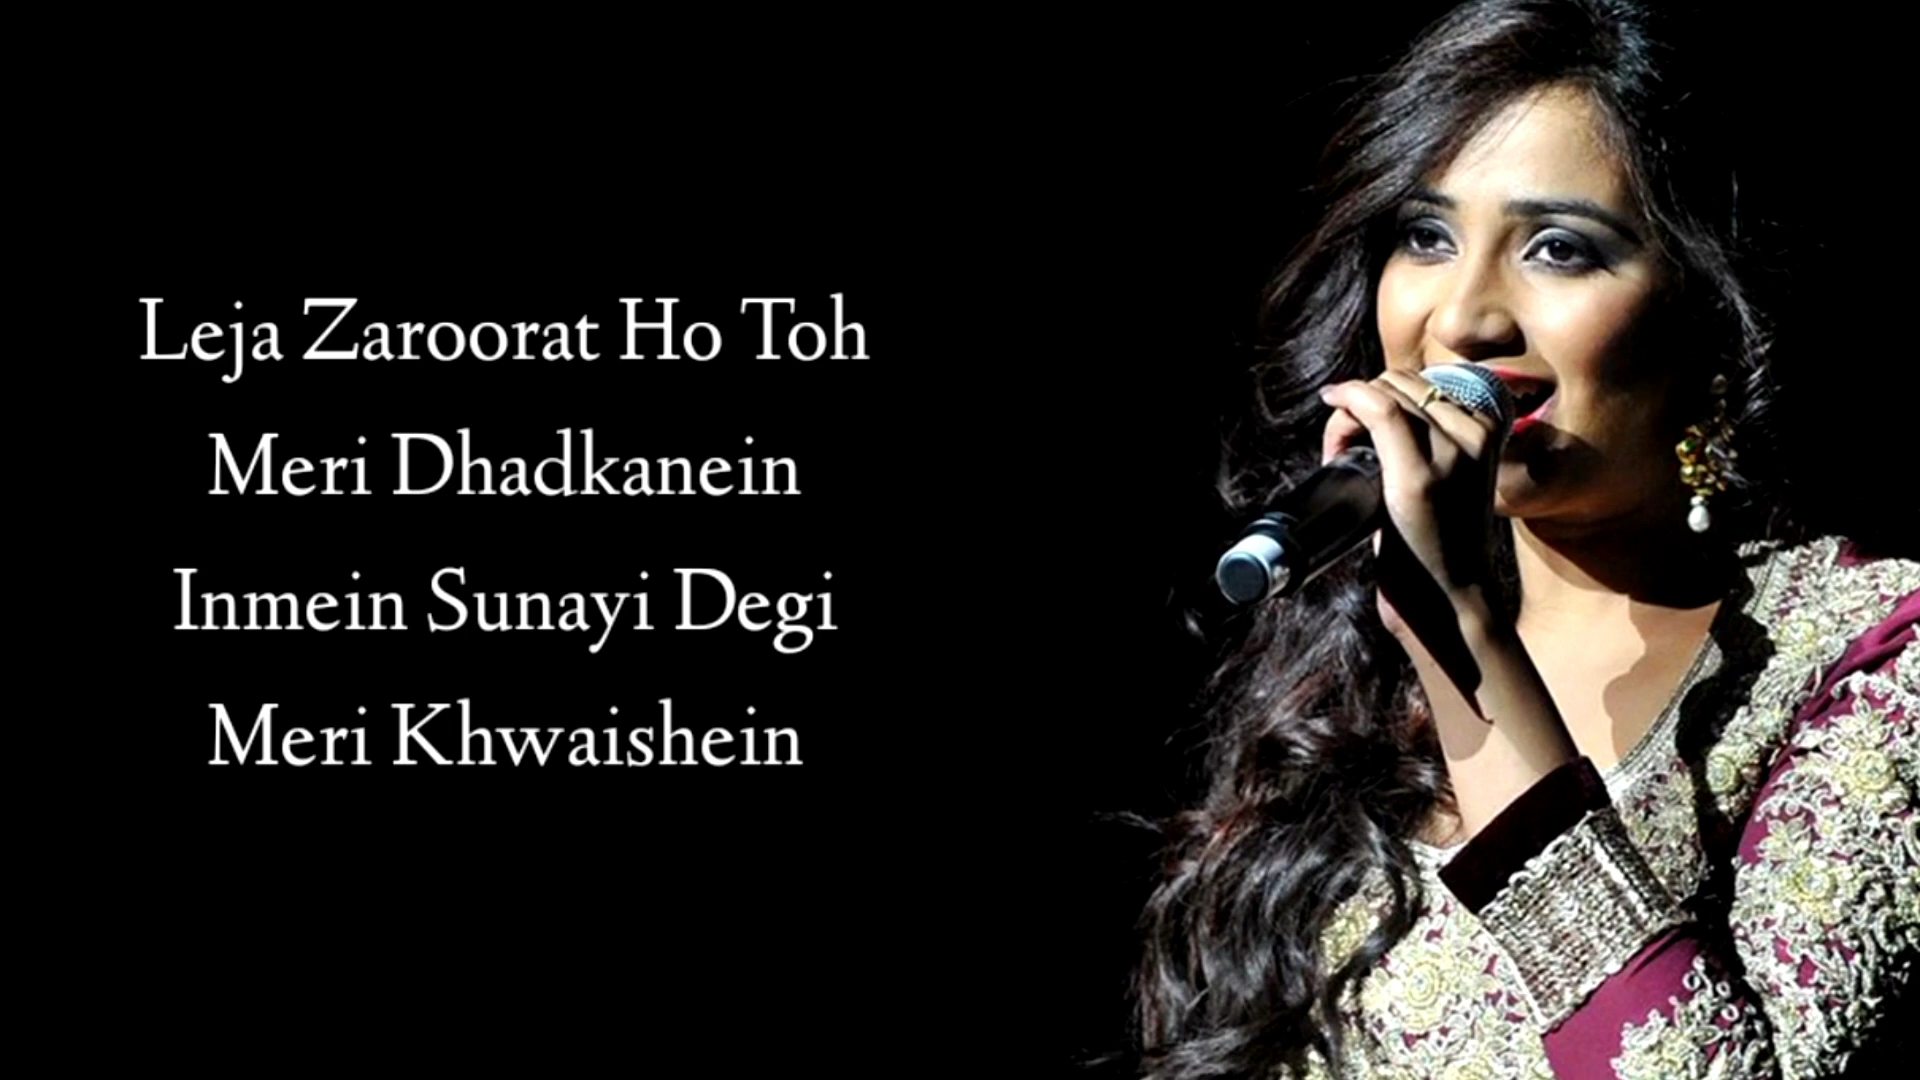 Leja Zaroorat Ho Toh
Meri Dhadkanein
Inmein Sunayi Degi
Meri Khwaishein